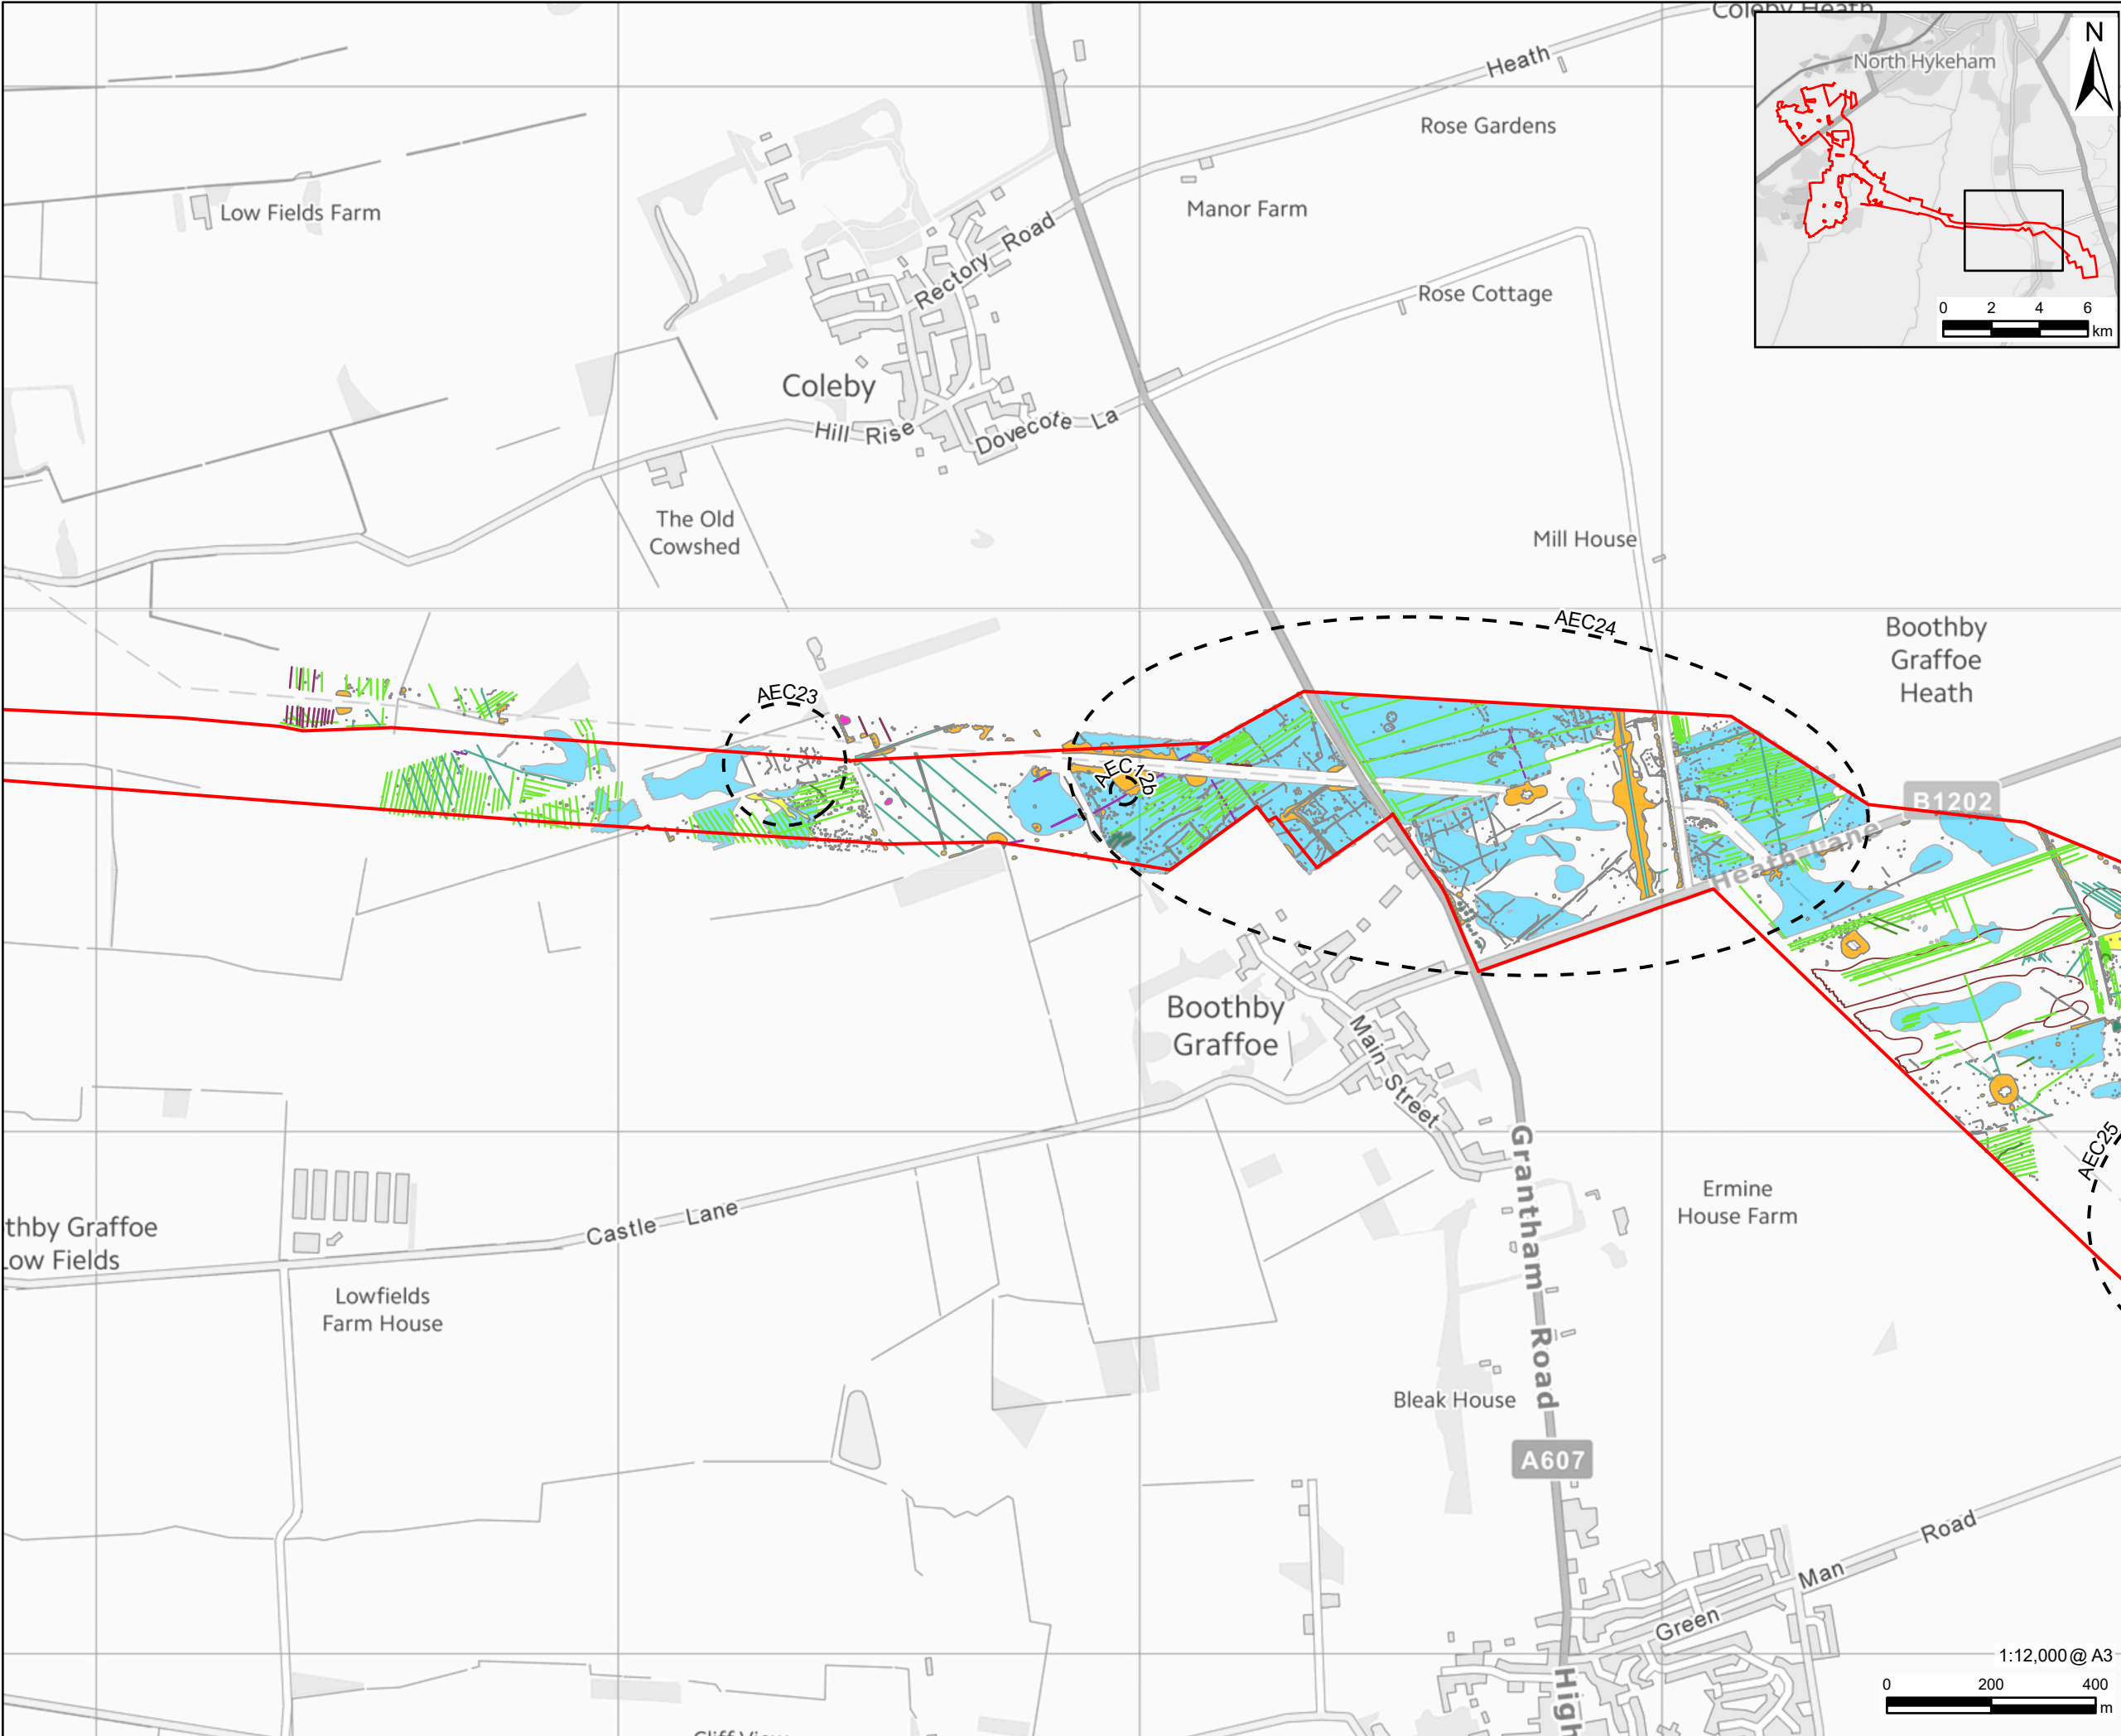 Coleby Heath
N
North Hykeham
0 2 4 6
km
Heath
Rose Gardens
Low Fields Farm
Manor Farm
Rectory Road
Rose Cottage
Coleby
Hill Rise
Dovecote La
The Old
Cowshed
Mill House
AEC24
Boothby
Graffoe
Heath
AEC23
AEC12b
B1202
Heath Lane
Boothby
Graffoe
Main Street
AEC25
Grantham Road
Ermine
House Farm
thby Graffoe
Low Fields
Castle Lane
Lowfields
Farm House
Bleak House
A607
Green Man Road
High
1:12,000 @ A3
0 200 400
m
Cliff View